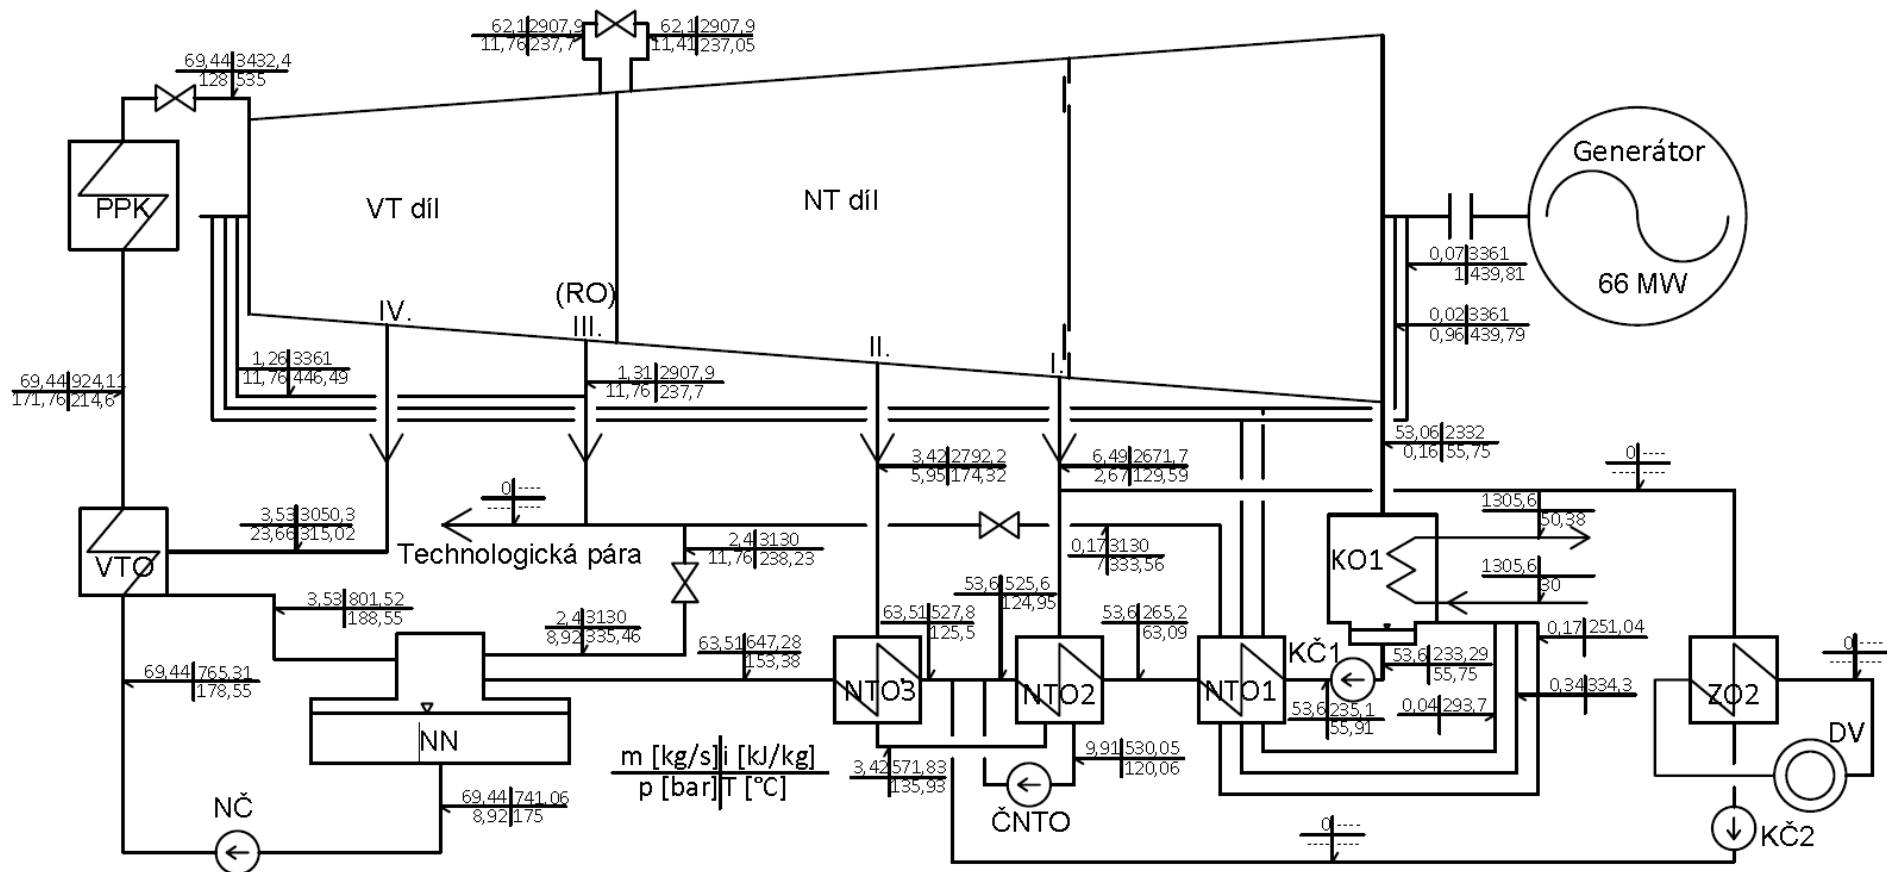 62,1 2907,9
11,76 237,7
62,1 2907,9
11,41 237,05
69,44 3432,4
128 535
PPK
VT díl
NT díl
Generátor
66 MW
0,07 3361
1 439,81
0,02 3361
0,96 439,79
(RO)
IV.
III.
II.
I.
1,26 3361
11,76 446,49
1,31 2907,9
11,76 237,7
69,44 924,11
171,76 214,6
53,06 2332
0,16 55,75
3,42 2792,2
5,95 174,32
6,49 2671,7
2,67 129,59
0 ----
------ ------
0 ----
------ ------
1305,6
50,38
3,53 3050,3
23,66 315,02
Technologická pára
2,4 3130
11,76 238,23
0,17 3130
7 333,56
VTO
KO1
1305,6
30
3,53 801,52
188,55
2,4 3130
8,92 335,46
53,6 525,6
124,95
63,51 527,8
125,5
53,6 265,2
63,09
63,51 647,28
153,38
0,17 251,04
KČ1
53,6 233,29
55,75
0 ----
------ ------
69,44 765,31
178,55
NTO3
NTO2
NTO1
53,6 235,1
55,91
0,04 293,7
0,34 334,3
ZO2
DV
NN
m [kg/s] i [kJ/kg]
p [bar] T [°C]
3,42 571,83
135,93
9,91 530,05
120,06
69,44 741,06
8,92 175
NČ
ČNTO
0 ----
------ ------
KČ2